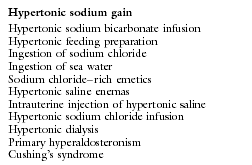 Hypertonic sodium gain
Hypertonic sodium bicarbonate infusion
Hypertonic feeding preparation
Ingestion of sodium chloride
Ingestion of sea water
Sodium chloride–rich emetics
Hypertonic saline enemas
Intrauterine injection of hypertonic saline
Hypertonic sodium chloride infusion
Hypertonic dialysis
Primary hyperaldosteronism
Cushing's syndrome